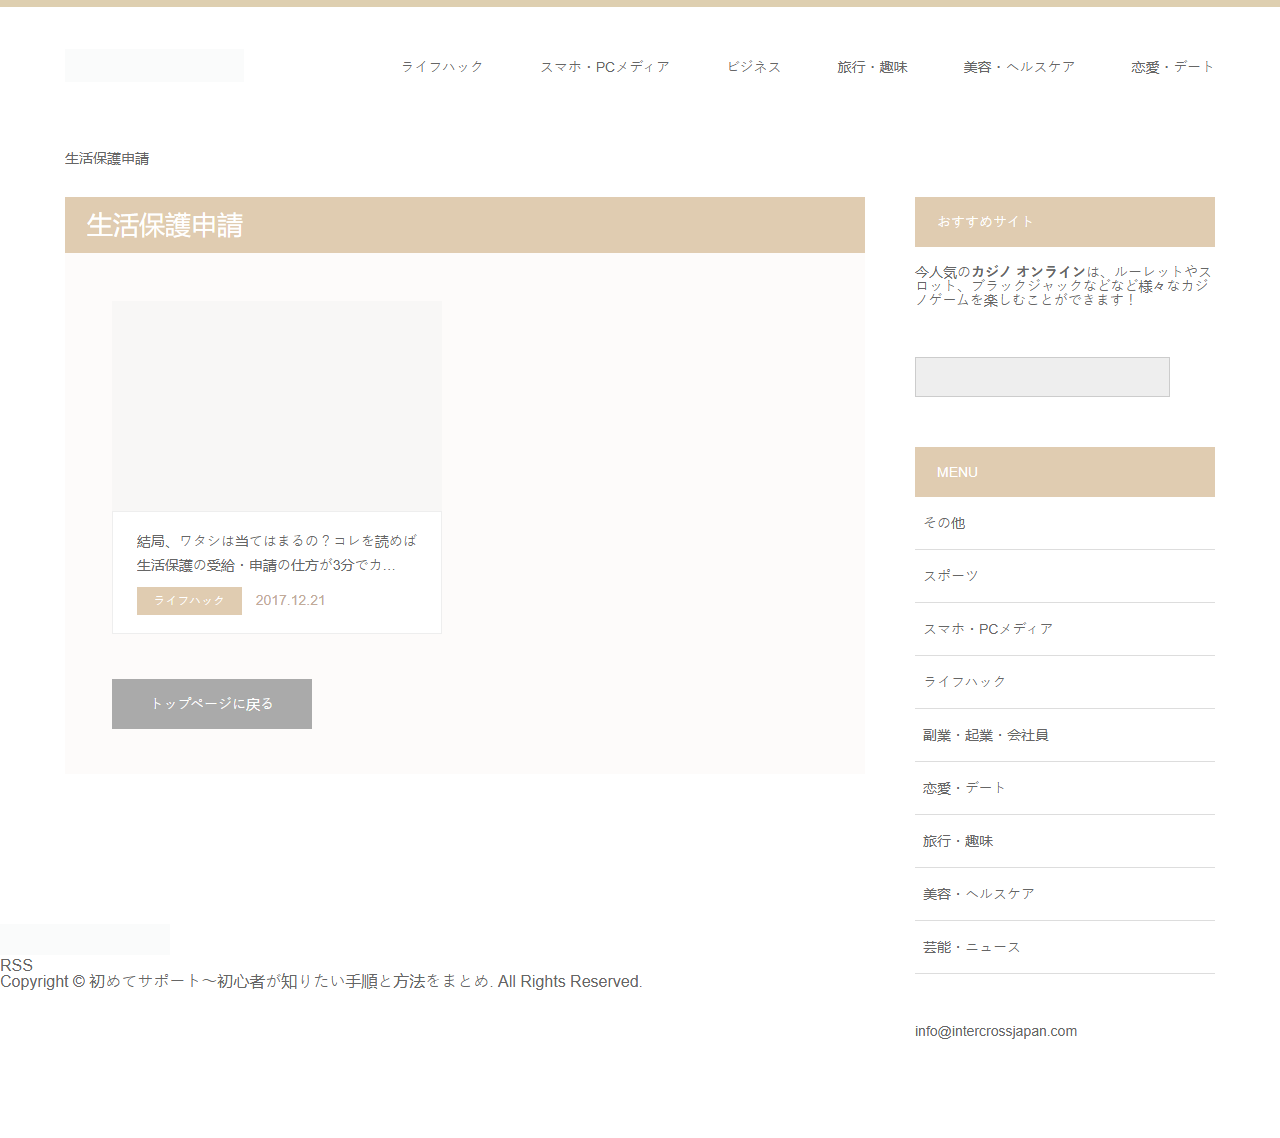 ライフハック
スマホ・PCメディア
ビジネス
旅行・趣味
美容・ヘルスケア
恋愛・デート
生活保護申請
生活保護申請
結局、ワタシは当てはまるの？コレを読めば
生活保護の受給・申請の仕方が3分でカ…
ライフハック
2017.12.21
トップページに戻る
おすすめサイト
今人気のカジノ オンラインは、ルーレットやス
ロット、ブラックジャックなどなど様々なカジ
ノゲームを楽しむことができます！
MENU
その他
スポーツ
スマホ・PCメディア
ライフハック
副業・起業・会社員
恋愛・デート
旅行・趣味
美容・ヘルスケア
芸能・ニュース
info@intercrossjapan.com
RSS
Copyright © 初めてサポート～初心者が知りたい手順と方法をまとめ. All Rights Reserved.